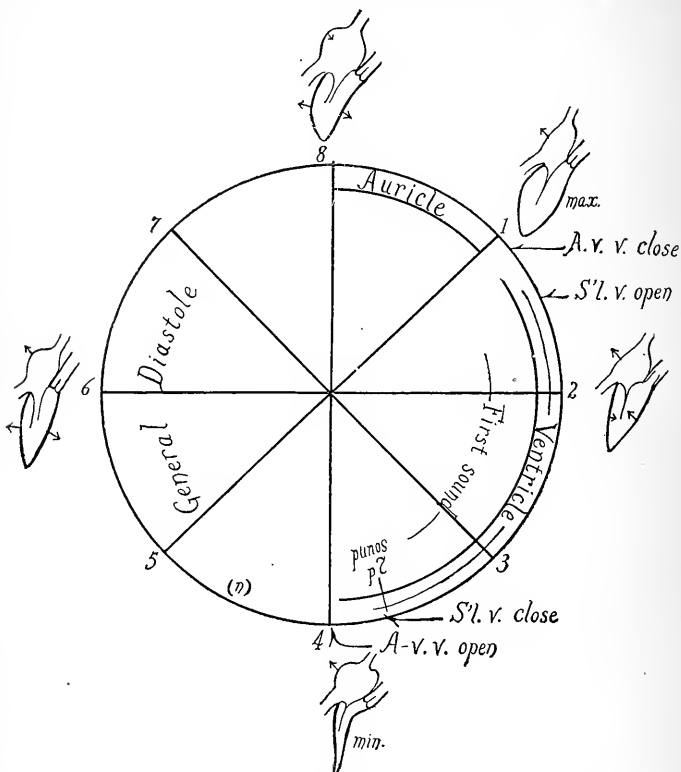 8
Auricle
1
max.
A.v. v. close
S'l. v. open
7
Diastole
6
2
First sound
Ventricle
General
5
(n)
2d
sound
3
S'l. v. close
4
A-v.v. open
min.